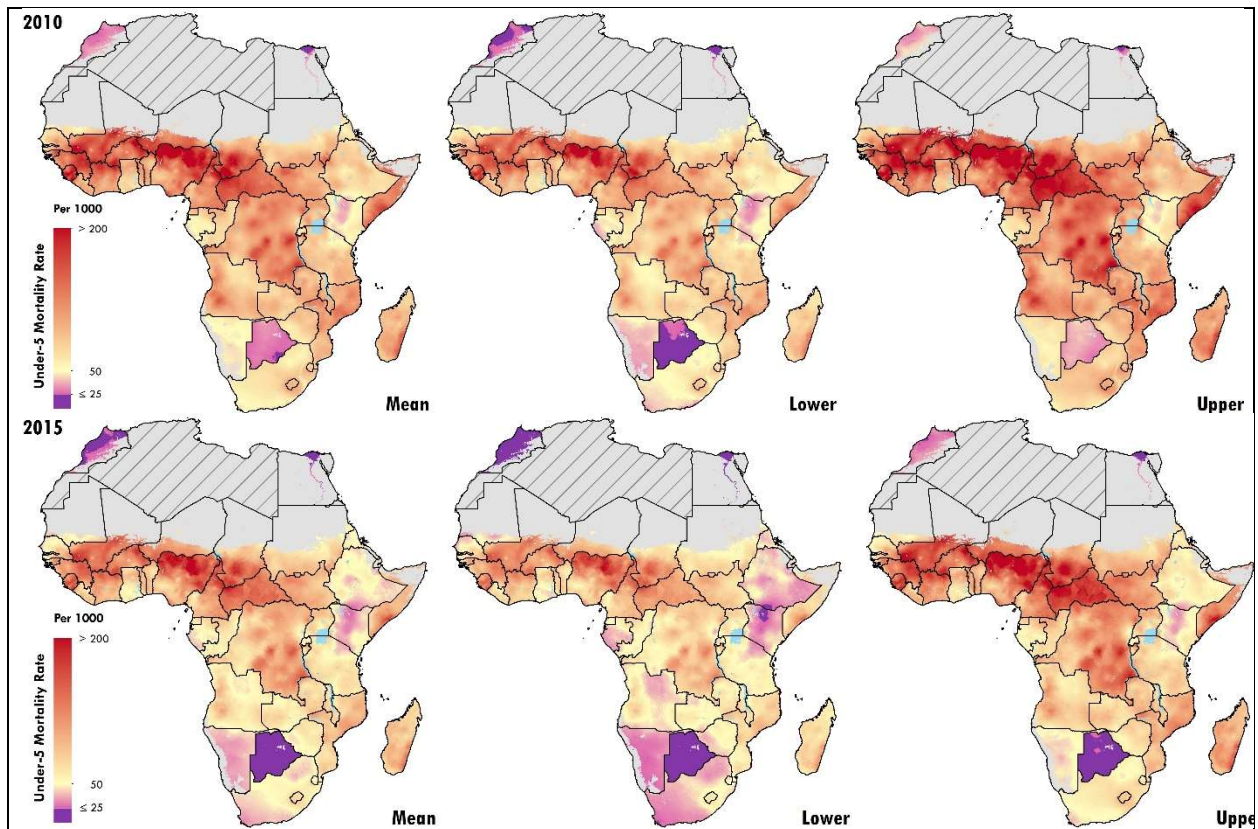 2010
Per 1000
> 200
50
≤ 25
Under-5 Mortality Rate
Mean
Lower
Upper
2015
Per 1000
> 200
50
≤ 25
Under-5 Mortality Rate
Mean
Lower
Uppe